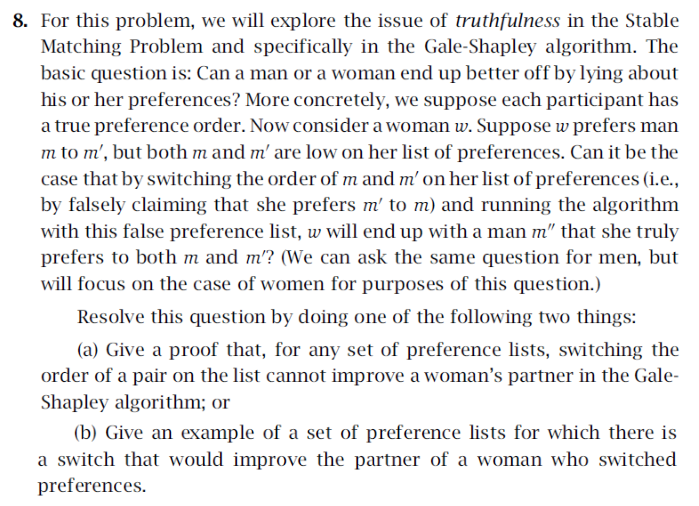 8. For this problem, we will explore the issue of truthfulness in the Stable
Matching Problem and specifically in the Gale-Shapley algorithm. The
basic question is: Can a man or a woman end up better off by lying about
his or her preferences? More concretely, we suppose each participant has
a true preference order. Now consider a woman w. Suppose w prefers man
m to m′, but both m and m′ are low on her list of preferences. Can it be the
case that by switching the order of m and m′ on her list of preferences (i.e.,
by falsely claiming that she prefers m′ to m) and running the algorithm
with this false preference list, w will end up with a man m″ that she truly
prefers to both m and m′? (We can ask the same question for men, but
will focus on the case of women for purposes of this question.)
Resolve this question by doing one of the following two things:
(a) Give a proof that, for any set of preference lists, switching the
order of a pair on the list cannot improve a woman's partner in the Gale-
Shapley algorithm; or
(b) Give an example of a set of preference lists for which there is
a switch that would improve the partner of a woman who switched
preferences.